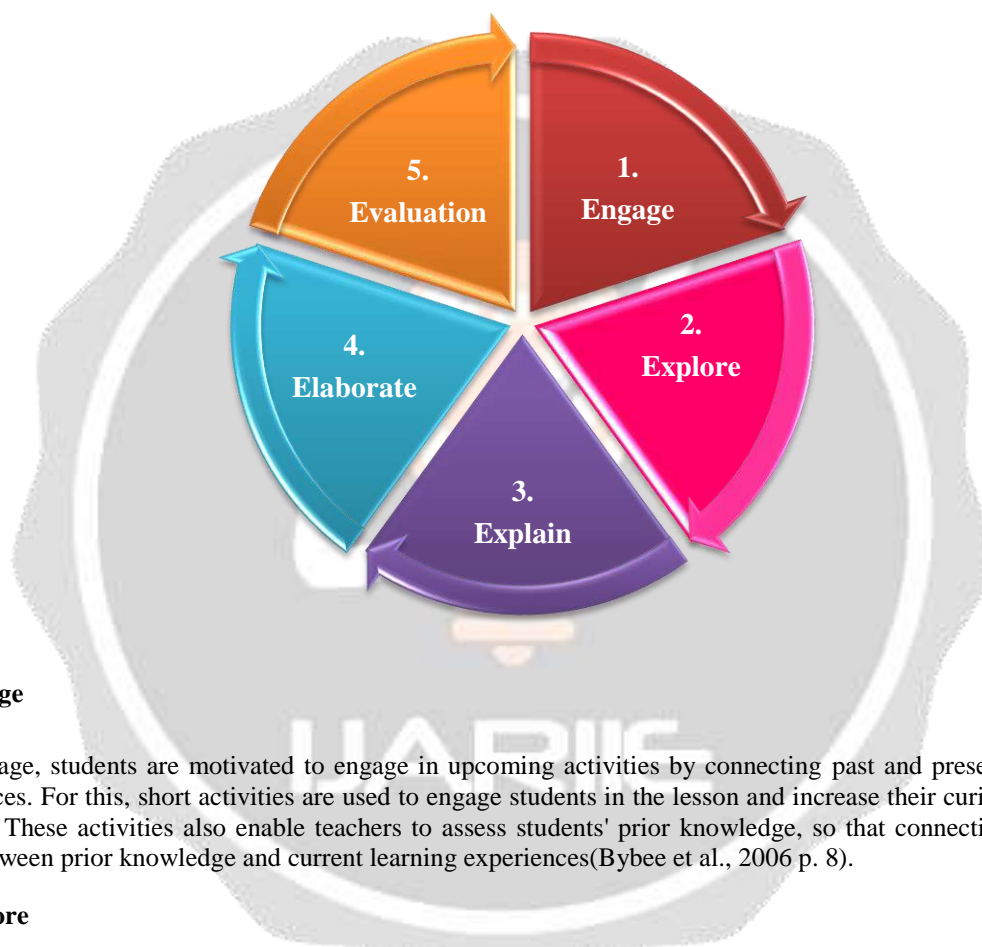 5.
Evaluation
1.
Engage
2.
Explore
3.
Explain
4.
Elaborate
ge
age, students are motivated to engage in upcoming activities by connecting past and prese
ces. For this, short activities are used to engage students in the lesson and increase their curi
These activities also enable teachers to assess students' prior knowledge, so that connecti
ween prior knowledge and current learning experiences(Bybee et al., 2006 p. 8).
ore
IJARIIE